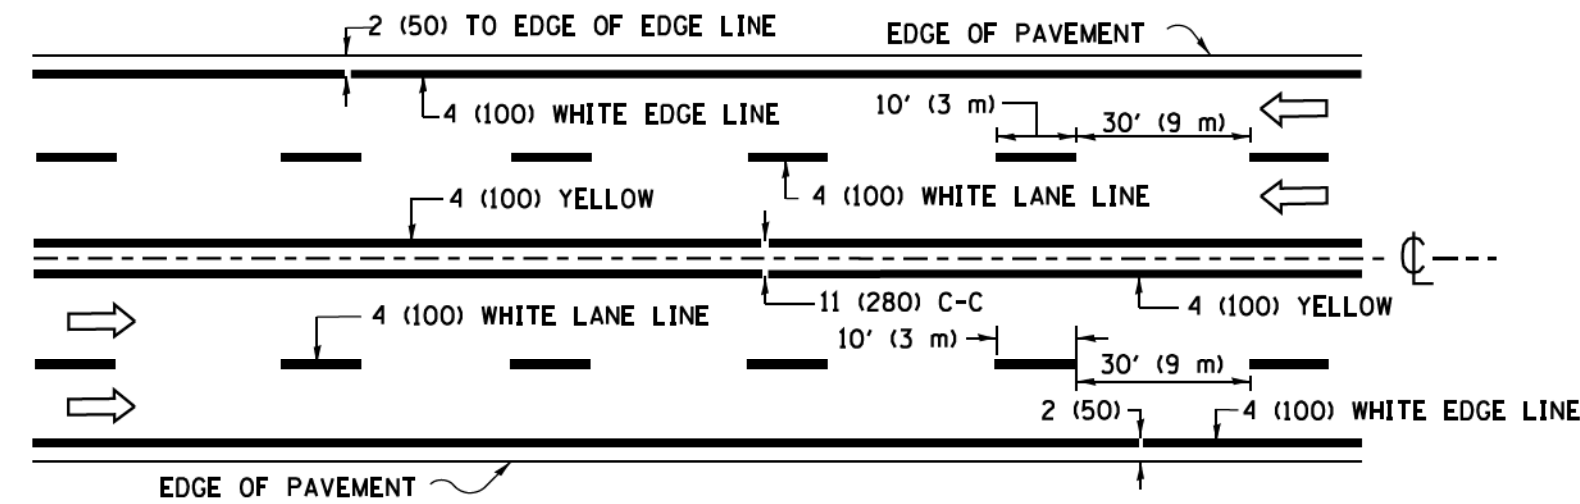 2 (50) TO EDGE OF EDGE LINE
EDGE OF PAVEMENT
4 (100) WHITE EDGE LINE
10' (3 m)
30' (9 m)
4 (100) YELLOW
4 (100) WHITE LANE LINE
11 (280) C-C
4 (100) YELLOW
4 (100) WHITE LANE LINE
10' (3 m)
30' (9 m)
2 (50)
4 (100) WHITE EDGE LINE
EDGE OF PAVEMENT